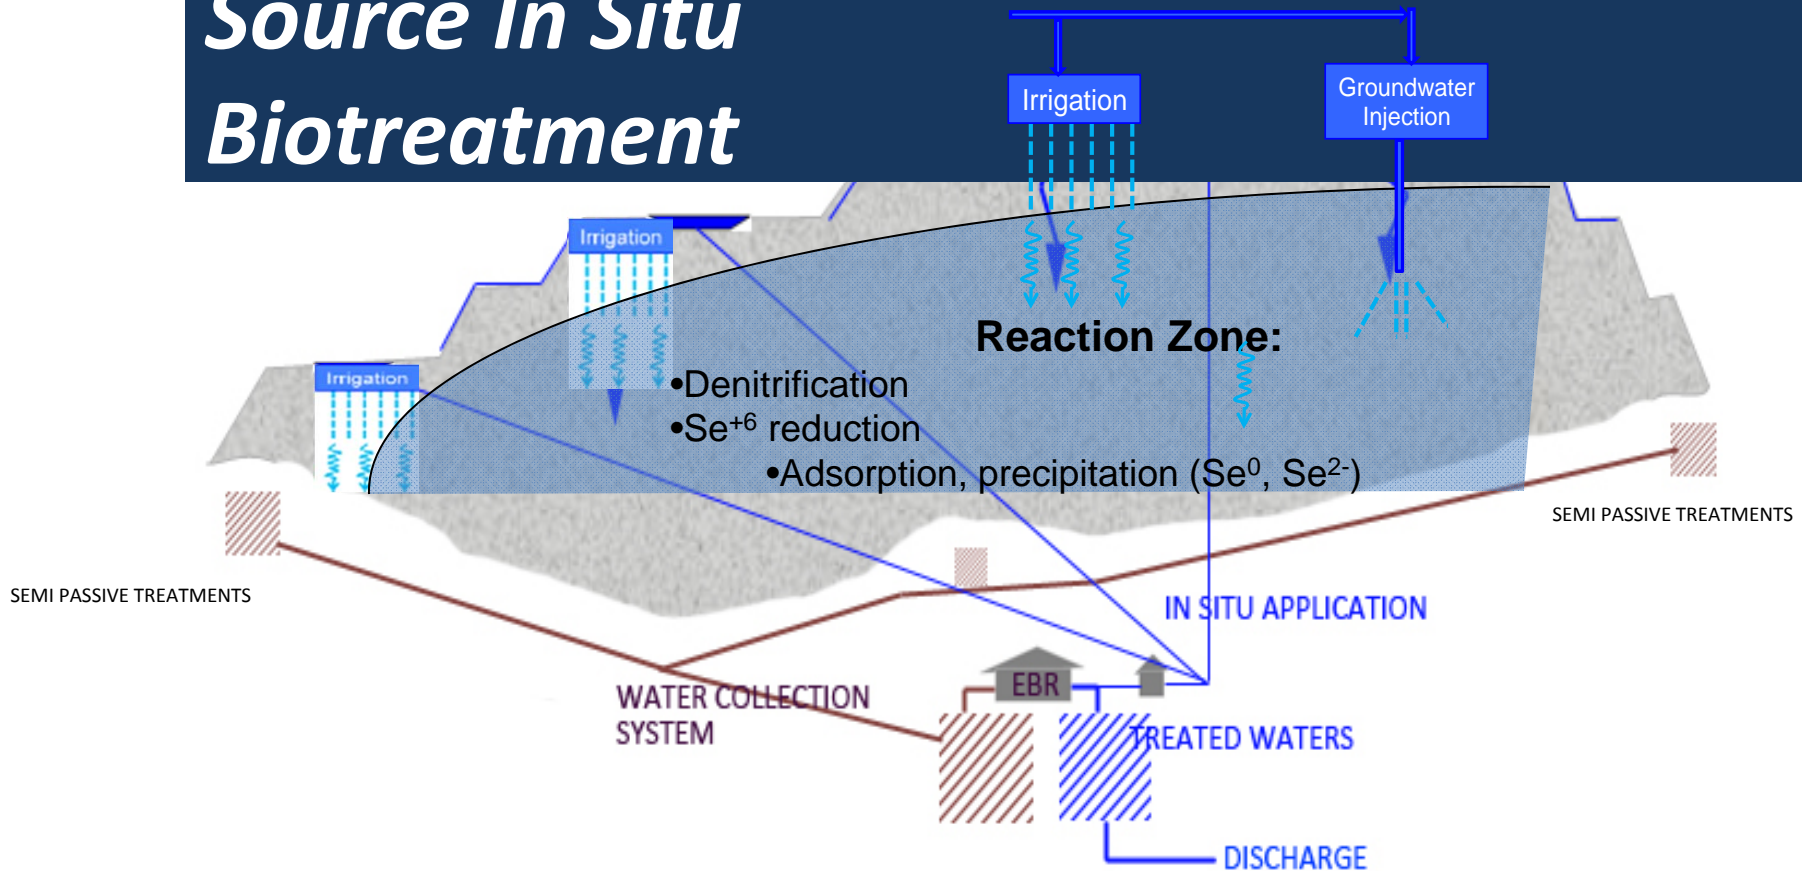 Source In Situ
Biotreatment
Irrigation
Groundwater
Injection
Irrigation
Irrigation
Reaction Zone:
•Denitrification
•Se+6 reduction
•Adsorption, precipitation (Se0, Se2-)
SEMI PASSIVE TREATMENTS
SEMI PASSIVE TREATMENTS
IN SITU APPLICATION
EBR
WATER COLLECTION
SYSTEM
TREATED WATERS
DISCHARGE